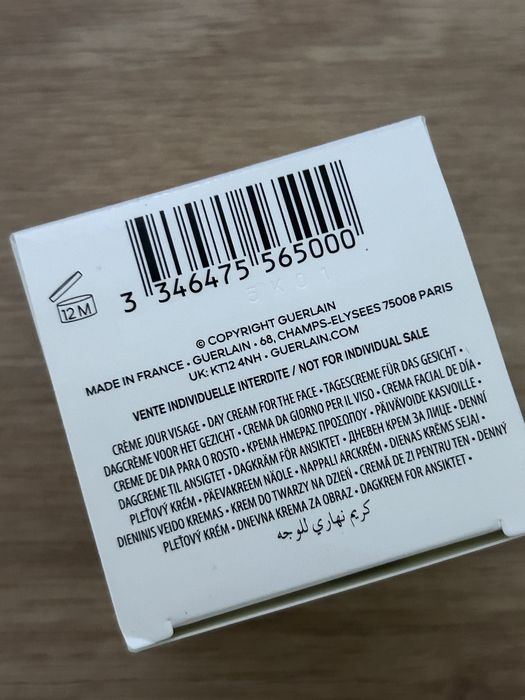 3 346475 565000
12M
© COPYRIGHT GUERLAIN
MADE IN FRANCE • GUERLAIN • 68, CHAMPS-ELYSEES 75008 PARIS
UK: KT12 4NH • GUERLAIN.COM
VENTE INDIVIDUELLE INTERDITE / NOT FOR INDIVIDUAL SALE
CRÈME JOUR VISAGE • DAY CREAM FOR THE FACE • TAGESCREME FÜR DAS GESICHT •
DAGCRÈME VOOR HET GEZICHT • CREMA DA GIORNO PER IL VISO • CREMA FACIAL DE DÍA •
CREME DE DIA PARA O ROSTO • ΚΡΕΜΑ ΗΜΕΡΑΣ ΠΡΟΣΩΠΟΥ • PÄIVÄVOIDE KASVOILLE •
DAGCREME TIL ANSIGTET • DAGKRÄM FÖR ANSIKTET • ДНЕВЕН КРЕМ ЗА ЛИЦЕ • DENNÍ
PLEŤOVÝ KRÉM • PÄEVAKREEM NÄOLE • NAPPALI ARCKRÉM • DIENAS KRĒMS SEJAI •
DIENINIS VEIDO KREMAS • KREM DO TWARZY NA DZIEŃ • CREMĂ DE ZI PENTRU TEN • DENNÝ
PLEŤOVÝ KRÉM • DNEVNA KREMA ZA OBRAZ • DAGKREM FOR ANSIKTET •
كريم نهاري للوجه